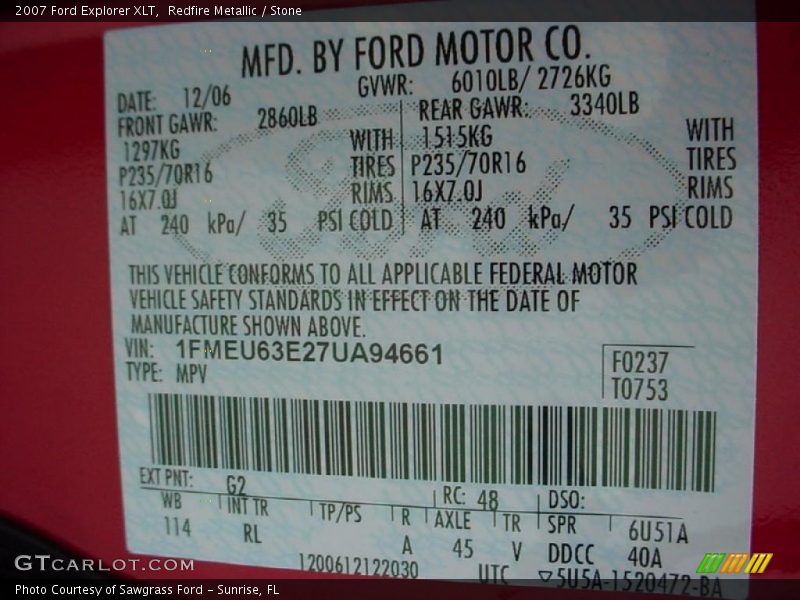 2007 Ford Explorer XLT, Redfire Metallic / Stone
MFD. BY FORD MOTOR CO.
DATE: 12/06 GVWR: 6010LB/ 2726KG
FRONT GAWR: 2860LB REAR GAWR: 3340LB
1297KG WITH 1515KG WITH
P235/70R16 TIRES P235/70R16 TIRES
16X7.0J RIMS 16X7.0J RIMS
AT 240 kPa/ 35 PSI COLD AT 240 kPa/ 35 PSI COLD
THIS VEHICLE CONFORMS TO ALL APPLICABLE FEDERAL MOTOR
VEHICLE SAFETY STANDARDS IN EFFECT ON THE DATE OF
MANUFACTURE SHOWN ABOVE.
VIN: 1FMEU63E27UA94661 F0237
TYPE: MPV T0753
EXT PNT: G2 RC: 48 DSO:
WB INT TR TP/PS R AXLE TR SPR 6U51A
114 RL A 45 V DDCC 40A
1200612122030 UTC ▽5U5A-1520472-BA
Ford
GTCARLOT.COM
Photo Courtesy of Sawgrass Ford - Sunrise, FL